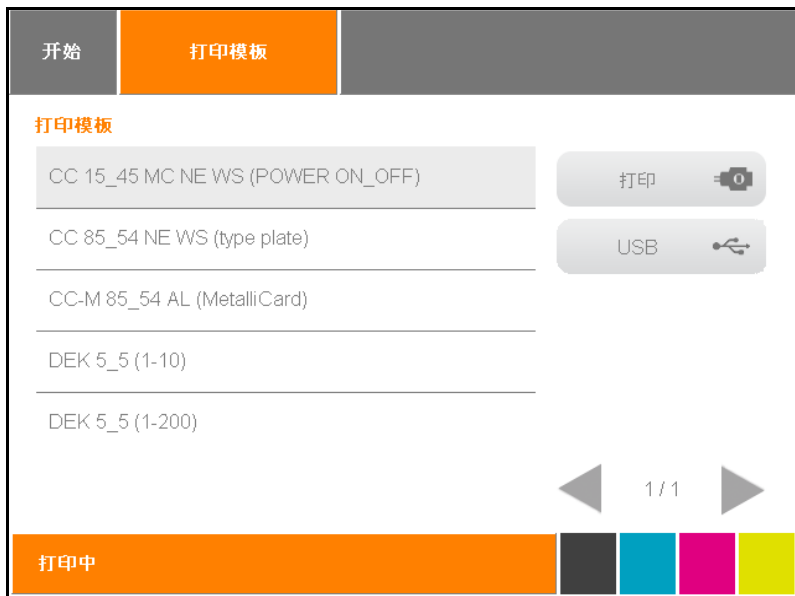 开始
打印模板
打印模板
CC 15_45 MC NE WS (POWER ON_OFF)
打印
CC 85_54 NE WS (type plate)
USB
CC-M 85_54 AL (MetalliCard)
DEK 5_5 (1-10)
DEK 5_5 (1-200)
1 / 1
打印中